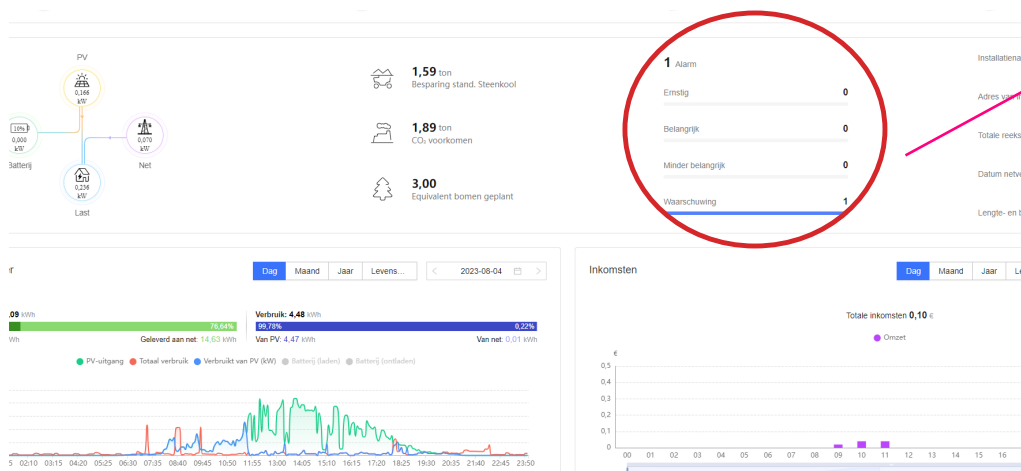 PV
0,166
kW
10%
0,000
kW
Batterij
0,070
kW
Net
0,236
kW
Last
1,59 ton
Besparing stand. Steenkool
1,89 ton
CO₂ voorkomen
3,00
Equivalent bomen geplant
1 Alarm
Ernstig 0
Belangrijk 0
Minder belangrijk 0
Waarschuwing 1
Installatiena
Adres van
Totale reeks
Datum netve
Lengte- en b
er
Dag Maand Jaar Levens... < 2023-08-04 >
.09 kWh
76,64%
Wh Geleverd aan net: 14,63 kWh
Verbruik: 4,48 kWh
99,78% 0,22%
Van PV: 4,47 kWh Van net: 0,01 kWh
PV-uitgang Totaal verbruik Verbruikt van PV (kW) Batterij (laden) Batterij (ontladen)
5 02:10 03:15 04:20 05:25 06:30 07:35 08:40 09:45 10:50 11:55 13:00 14:05 15:10 16:15 17:20 18:25 19:30 20:35 21:40 22:45 23:50
Inkomsten
Dag Maand Jaar Le
Totale inkomsten 0,10 €
Omzet
€
0,5
0,4
0,3
0,2
0,1
0
00 01 02 03 04 05 06 07 08 09 10 11 12 13 14 15 16